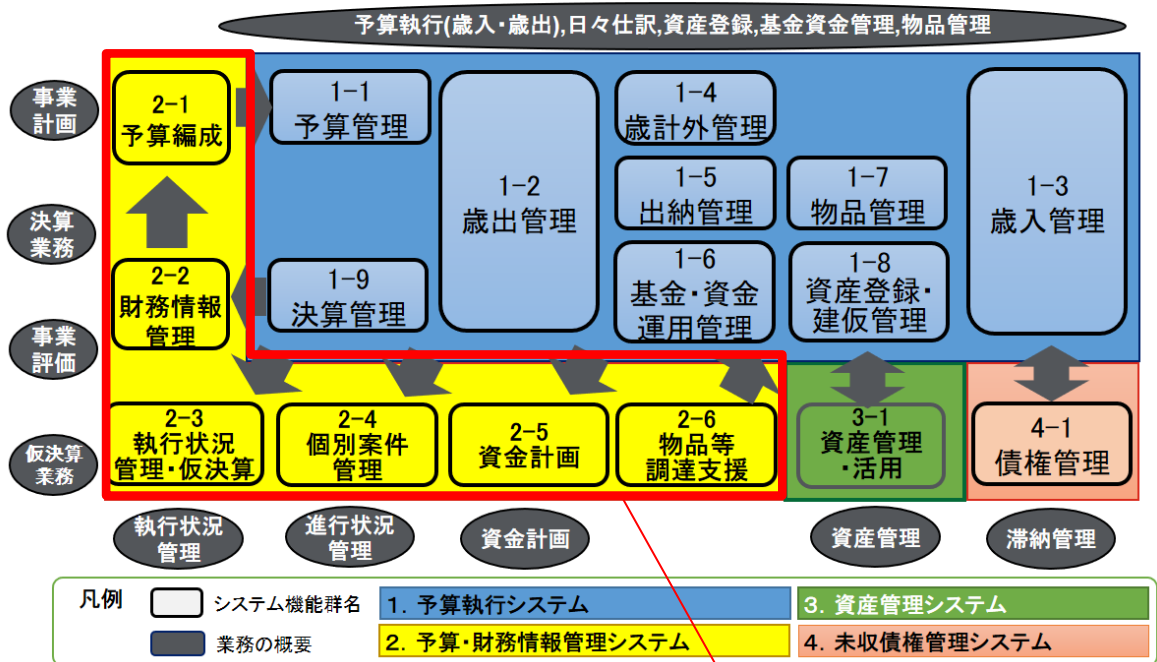 予算執行(歳入・歳出),日々仕訳,資産登録,基金資金管理,物品管理
事業
計画
決算
業務
事業
評価
仮決算
業務
2-1
予算編成
2-2
財務情報
管理
1-1
予算管理
1-9
決算管理
1-2
歳出管理
1-4
歳計外管理
1-5
出納管理
1-6
基金・資金
運用管理
1-7
物品管理
1-8
資産登録・
建仮管理
1-3
歳入管理
2-3
執行状況
管理・仮決算
2-4
個別案件
管理
2-5
資金計画
2-6
物品等
調達支援
3-1
資産管理
・活用
4-1
債権管理
執行状況
管理
進行状況
管理
資金計画
資産管理
滞納管理
凡例
システム機能群名
業務の概要
1. 予算執行システム
2. 予算・財務情報管理システム
3. 資産管理システム
4. 未収債権管理システム